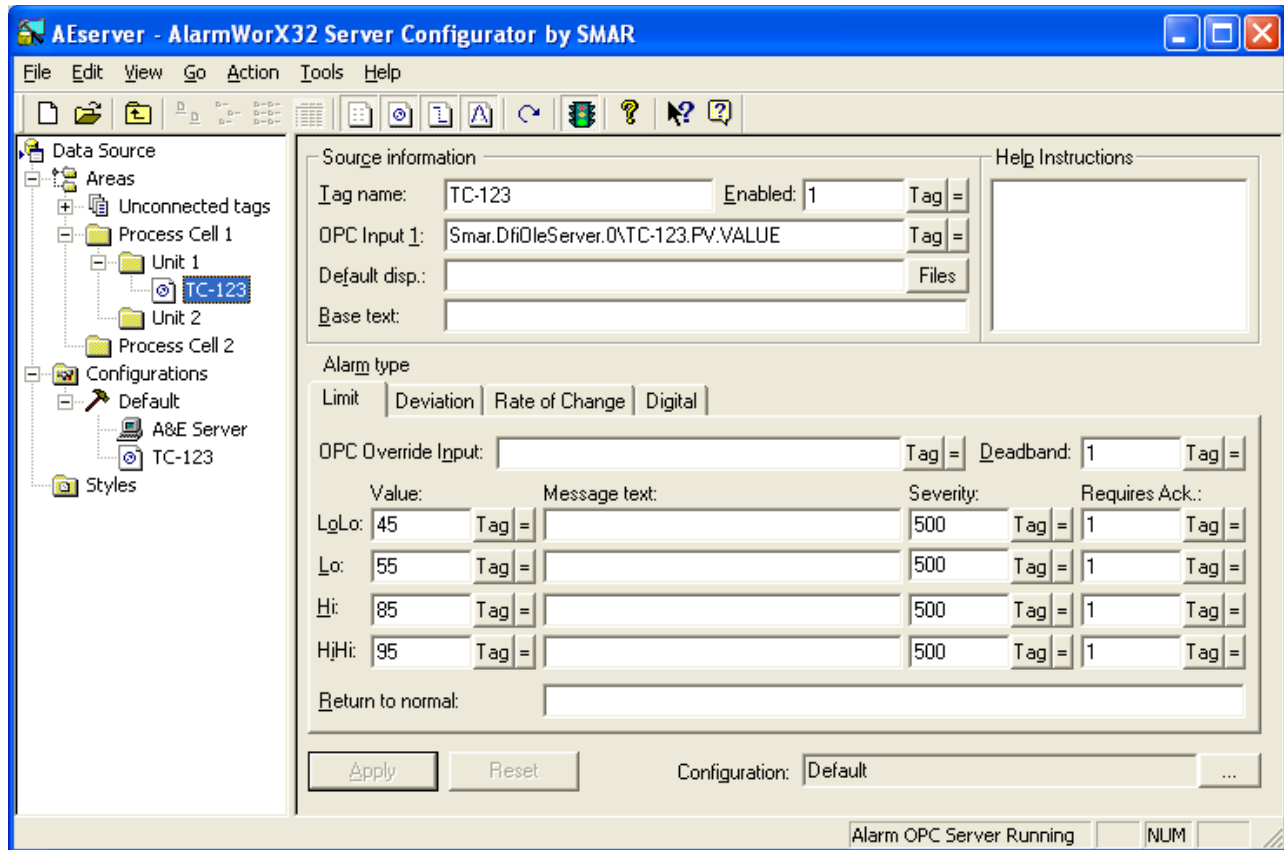 AEserver - AlarmWorX32 Server Configurator by SMAR
File Edit View Go Action Tools Help
Data Source
Areas
Unconnected tags
Process Cell 1
Unit 1
TC-123
Unit 2
Process Cell 2
Configurations
Default
A&E Server
TC-123
Styles
Source information
Tag name: TC-123 Enabled: 1 Tag =
OPC Input 1: Smar.DfiOleServer.0\TC-123.PV.VALUE Tag =
Default disp.: Files
Base text:
Help Instructions
Alarm type
Limit Deviation Rate of Change Digital
OPC Override Input: Tag = Deadband: 1 Tag =
Value: Message text: Severity: Requires Ack.:
LoLo: 45 Tag = 500 Tag = 1 Tag =
Lo: 55 Tag = 500 Tag = 1 Tag =
Hi: 85 Tag = 500 Tag = 1 Tag =
HiHi: 95 Tag = 500 Tag = 1 Tag =
Return to normal:
Apply Reset Configuration: Default ...
Alarm OPC Server Running NUM